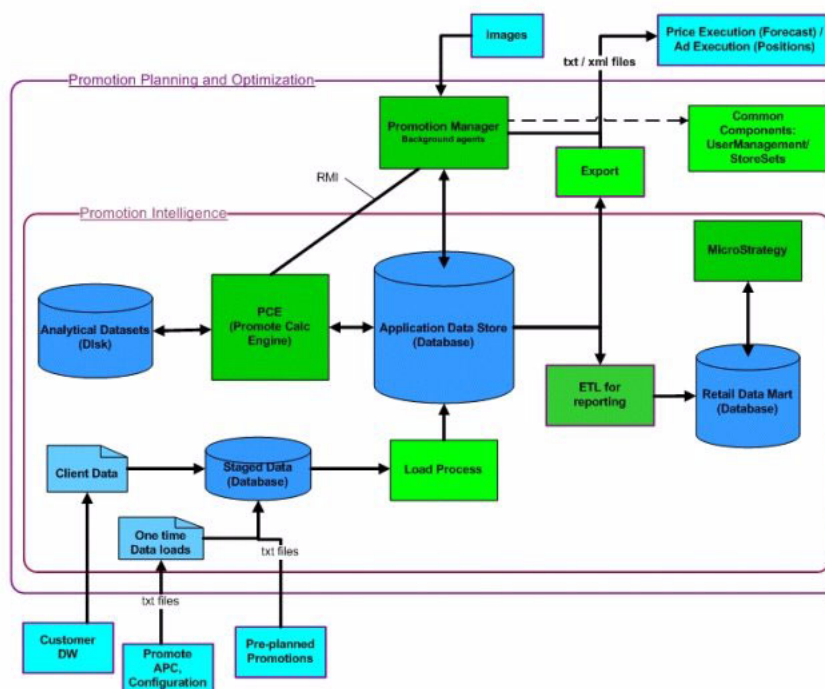 Images
Price Execution (Forecast) /
Ad Execution (Positions)
txt / xml files
Promotion Planning and Optimization
Promotion Manager
Background agents
Common
Components:
UserManagement/
StoreSets
Export
RMI
Promotion Intelligence
MicroStrategy
Analytical Datasets
(DIsk)
PCE
(Promote Calc
Engine)
Application Data Store
(Database)
ETL for
reporting
Retail Data Mart
(Database)
Client Data
Staged Data
(Database)
Load Process
One time
Data loads
txt files
txt files
Customer
DW
Promote
APC,
Configuration
Pre-planned
Promotions